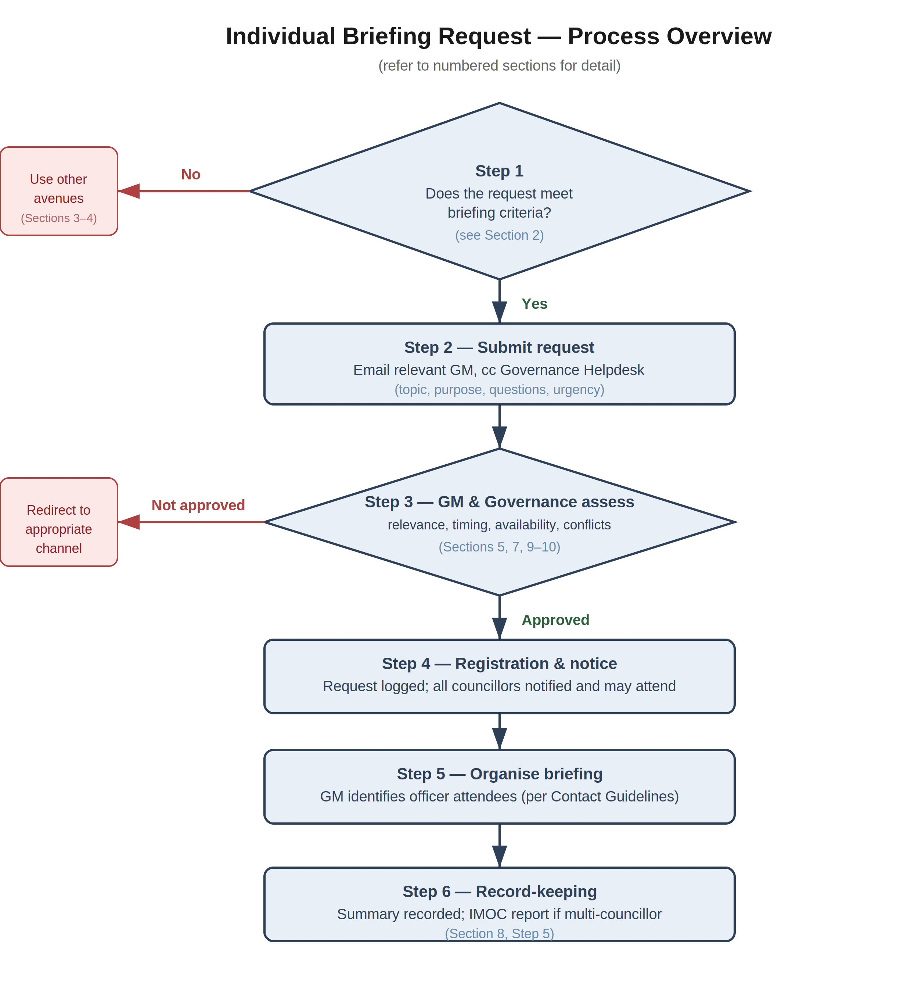 Individual Briefing Request — Process Overview
(refer to numbered sections for detail)
Step 1
Does the request meet
briefing criteria?
(see Section 2)
No
Use other
avenues
(Sections 3–4)
Yes
Step 2 — Submit request
Email relevant GM, cc Governance Helpdesk
(topic, purpose, questions, urgency)
Step 3 — GM & Governance assess
relevance, timing, availability, conflicts
(Sections 5, 7, 9–10)
Not approved
Redirect to
appropriate
channel
Approved
Step 4 — Registration & notice
Request logged; all councillors notified and may attend
Step 5 — Organise briefing
GM identifies officer attendees (per Contact Guidelines)
Step 6 — Record-keeping
Summary recorded; IMOC report if multi-councillor
(Section 8, Step 5)